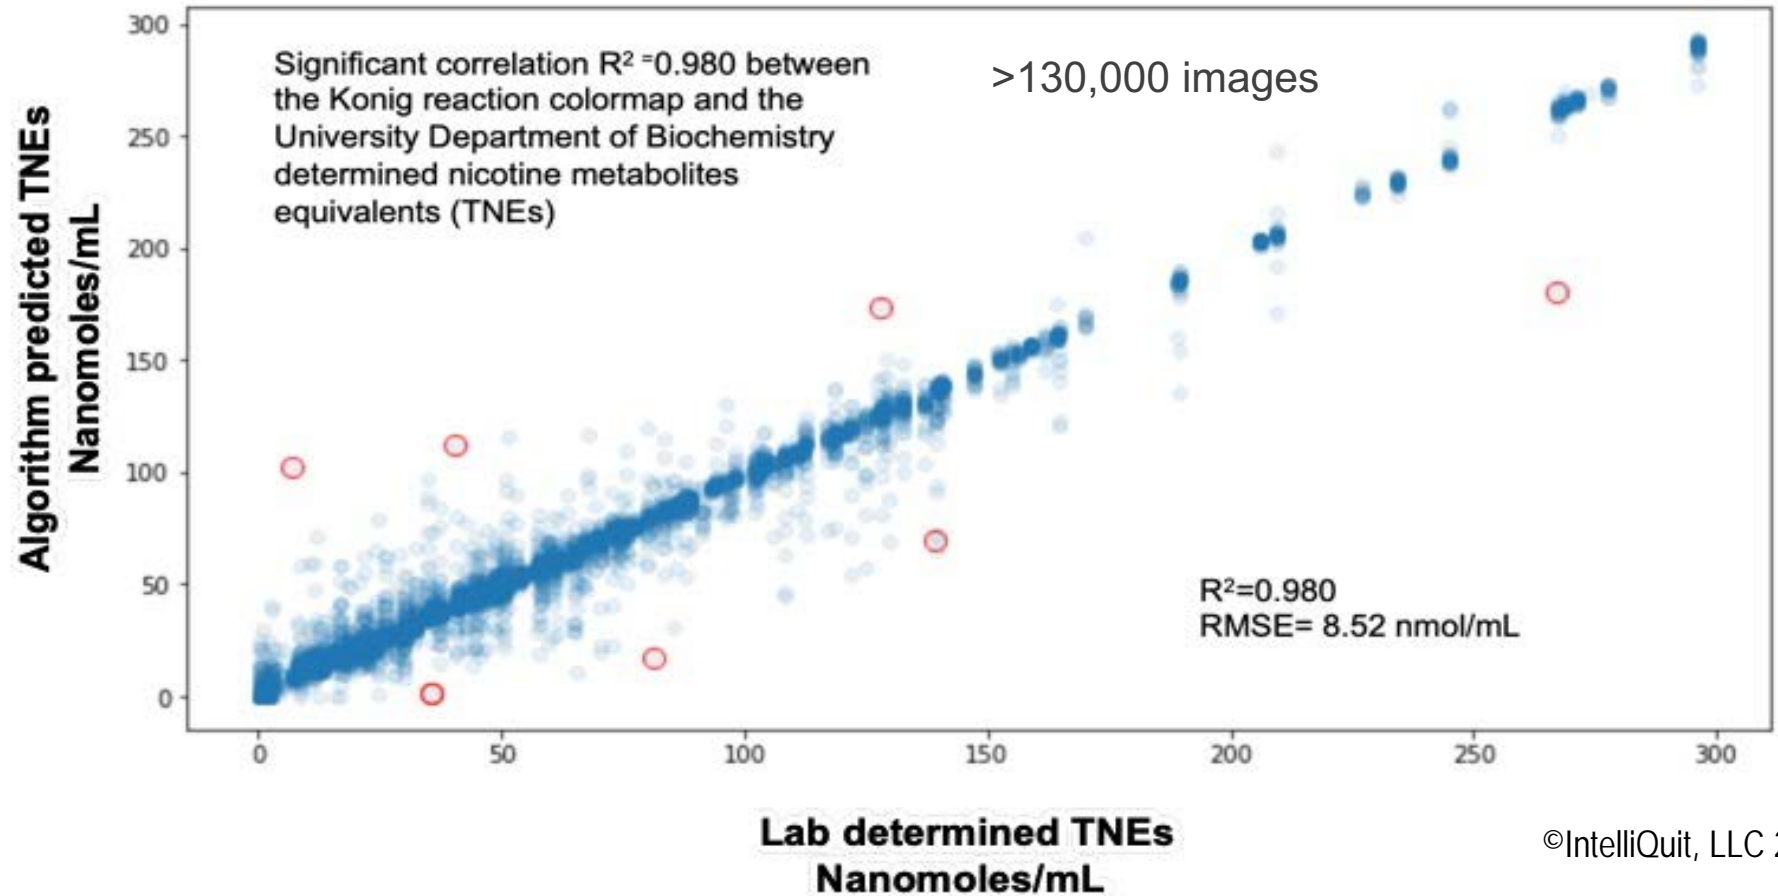 Significant correlation R² =0.980 between
the Konig reaction colormap and the
University Department of Biochemistry
determined nicotine metabolites
equivalents (TNEs)
>130,000 images
Algorithm predicted TNEs
Nanomoles/mL
300
250
200
150
100
50
0
R²=0.980
RMSE= 8.52 nmol/mL
0 50 100 150 200 250 300
Lab determined TNEs
Nanomoles/mL
©IntelliQuit, LLC 2